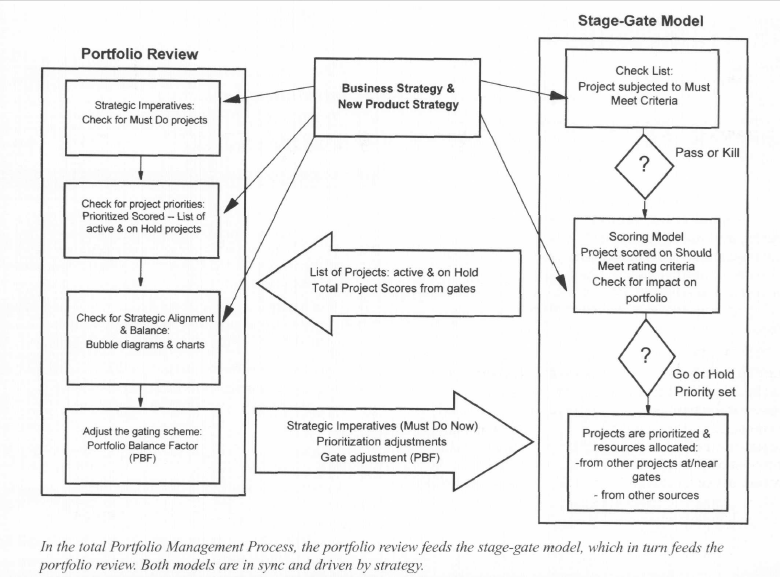 Stage-Gate Model
Portfolio Review
Business Strategy &
New Product Strategy
Strategic Imperatives:
Check for Must Do projects
Check for project priorities:
Prioritized Scored -- List of
active & on Hold projects
Check for Strategic Alignment
& Balance:
Bubble diagrams & charts
Adjust the gating scheme:
Portfolio Balance Factor
(PBF)
List of Projects: active & on Hold
Total Project Scores from gates
Strategic Imperatives (Must Do Now)
Prioritization adjustments
Gate adjustment (PBF)
Check List:
Project subjected to Must
Meet Criteria
?
Pass or Kill
Scoring Model
Project scored on Should
Meet rating criteria
Check for impact on
portfolio
?
Go or Hold
Priority set
Projects are prioritized &
resources allocated:
-from other projects at/near
gates
- from other sources
In the total Portfolio Management Process, the portfolio review feeds the stage-gate model, which in turn feeds the
portfolio review. Both models are in sync and driven by strategy.